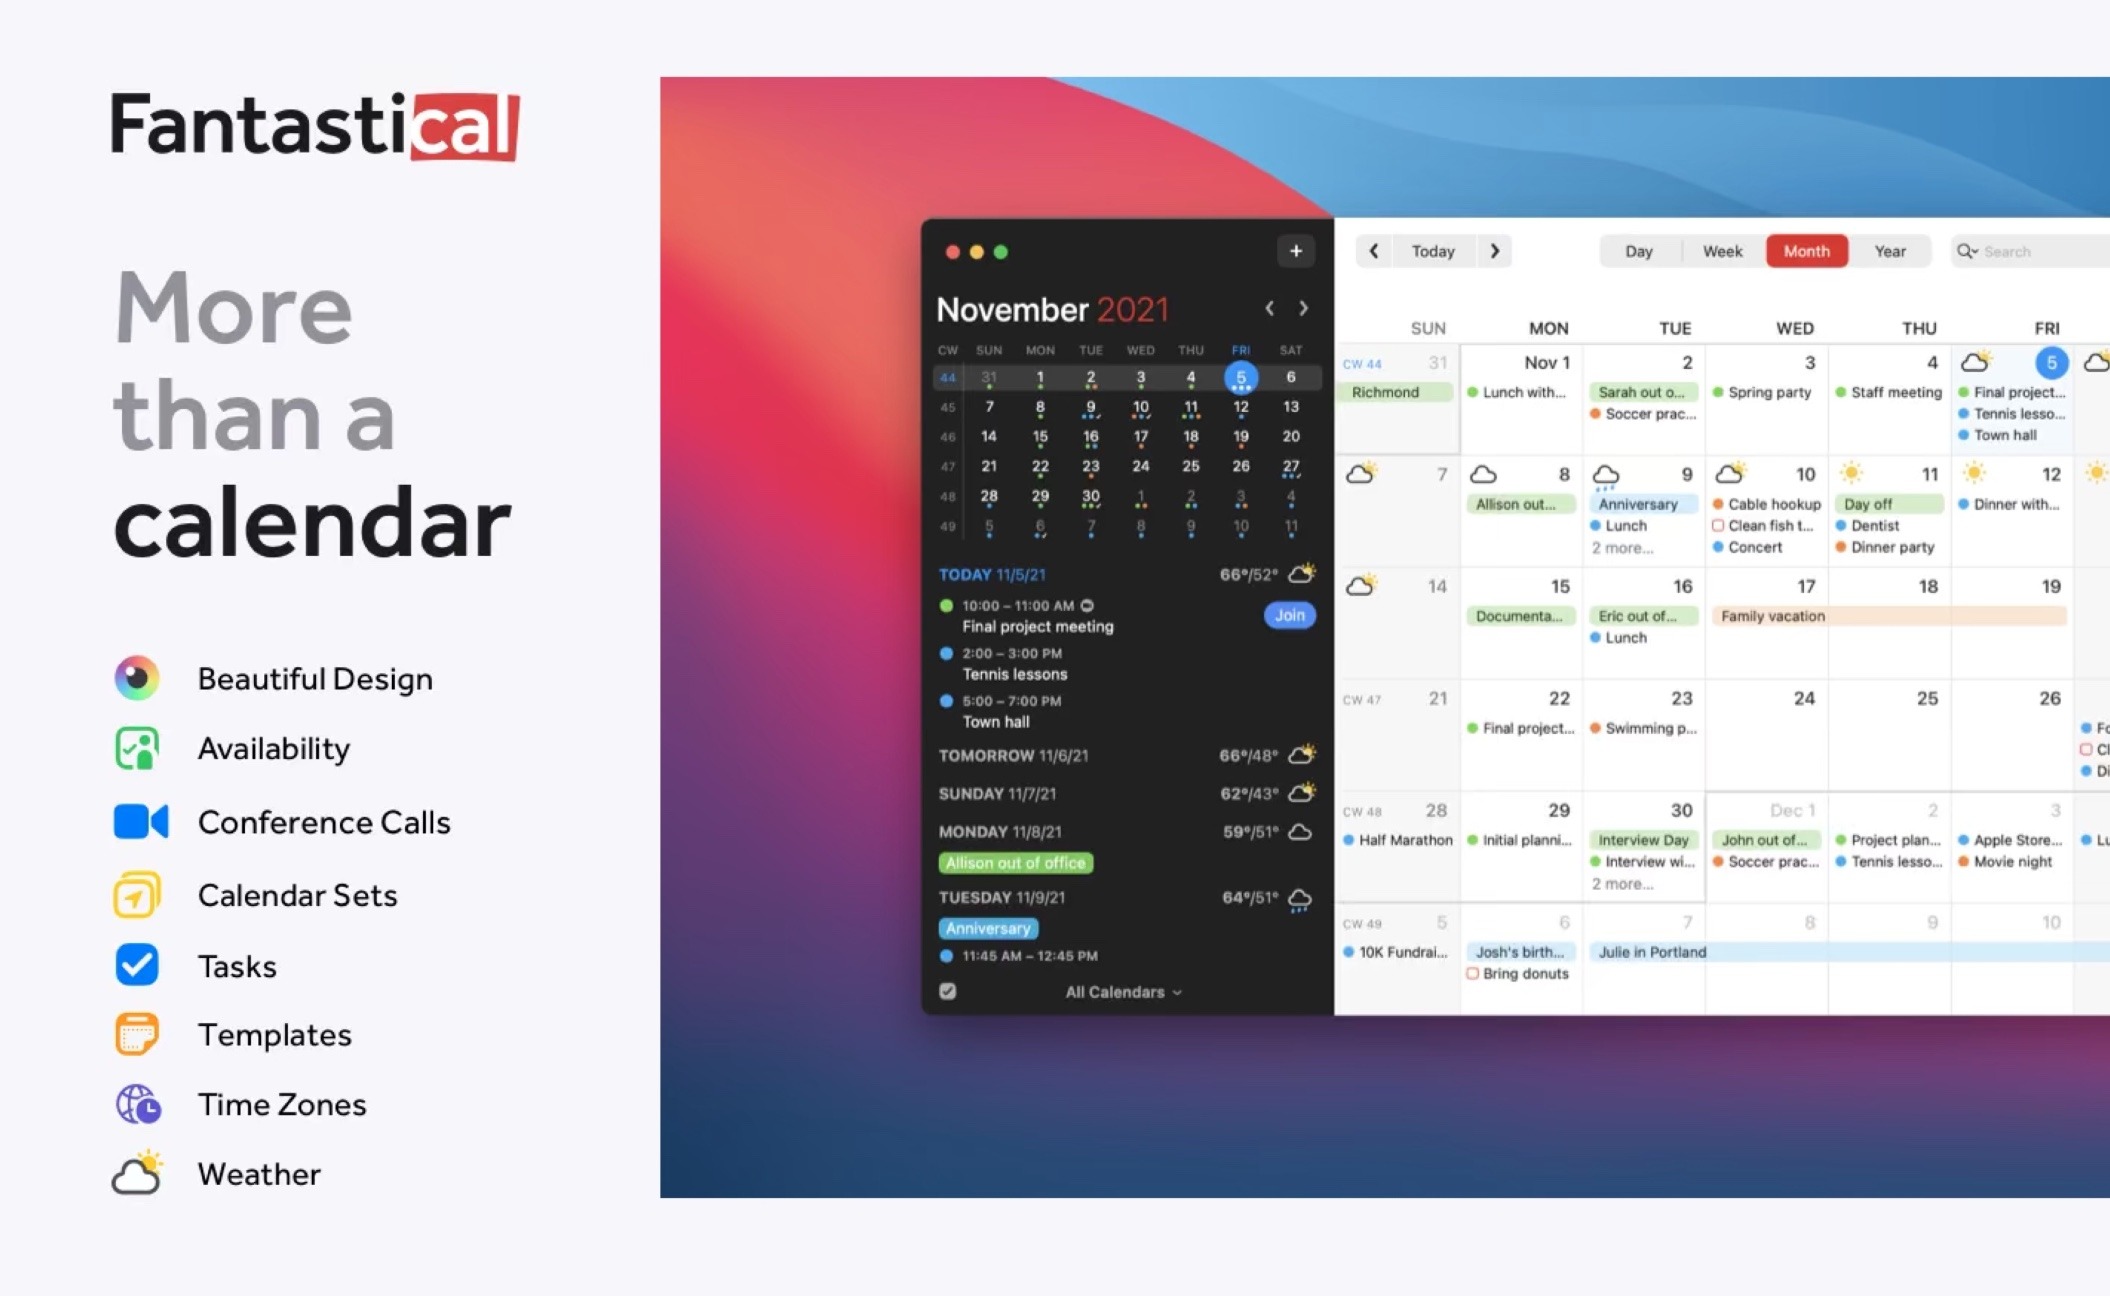 Fantastical
More
than a
calendar
Beautiful Design
Availability
Conference Calls
Calendar Sets
Tasks
Templates
Time Zones
Weather
+
November 2021
CW SUN MON TUE WED THU FRI SAT
44 31 1 2 3 4 5 6
45 7 8 9 10 11 12 13
46 14 15 16 17 18 19 20
47 21 22 23 24 25 26 27
48 28 29 30 1 2 3 4
49 5 6 7 8 9 10 11
TODAY 11/5/21 66°/52°
10:00 – 11:00 AM
Final project meeting
Join
2:00 – 3:00 PM
Tennis lessons
5:00 – 7:00 PM
Town hall
TOMORROW 11/6/21 66°/48°
SUNDAY 11/7/21 62°/43°
MONDAY 11/8/21 59°/51°
Allison out of office
TUESDAY 11/9/21 64°/51°
Anniversary
11:45 AM – 12:45 PM
All Calendars
Today Day Week Month Year Search
SUN MON TUE WED THU FRI
CW 44 31 Nov 1 2 3 4 5
Richmond Lunch with... Sarah out o... Spring party Staff meeting Final project...
Soccer prac... Tennis lesso...
Town hall
7 8 9 10 11 12
Allison out... Anniversary Cable hookup Day off Dinner with...
Lunch Clean fish t... Dentist
2 more... Concert Dinner party
14 15 16 17 18 19
Documenta... Eric out of... Family vacation
Lunch
CW 47 21 22 23 24 25 26
Final project... Swimming p... Fo
Cl
Di
CW 48 28 29 30 Dec 1 2 3
Half Marathon Initial planni... Interview Day John out of... Project plan... Apple Store... Lu
Interview wi... Soccer prac... Tennis lesso... Movie night
2 more...
CW 49 5 6 7 8 9 10
10K Fundrai... Josh's birth... Julie in Portland
Bring donuts